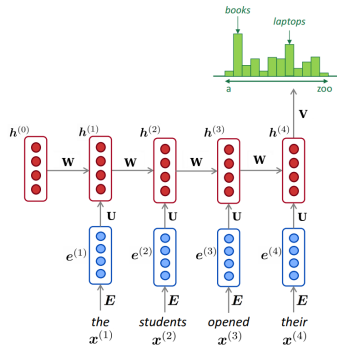 books
laptops
a
zoo
V
h^(0)
h^(1)
h^(2)
h^(3)
h^(4)
W
W
W
W
U
U
U
U
e^(1)
e^(2)
e^(3)
e^(4)
E
E
E
E
the
students
opened
their
x^(1)
x^(2)
x^(3)
x^(4)